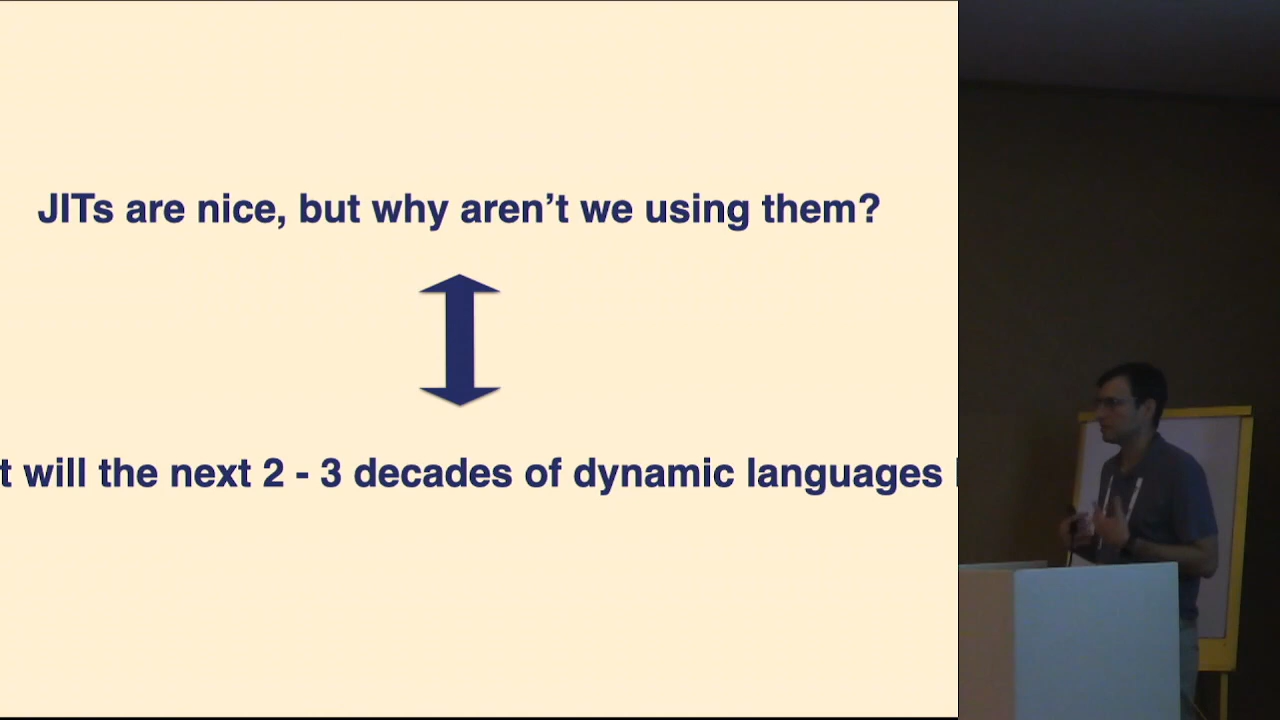 JITs are nice, but why aren’t we using them?
t will the next 2 - 3 decades of dynamic languages